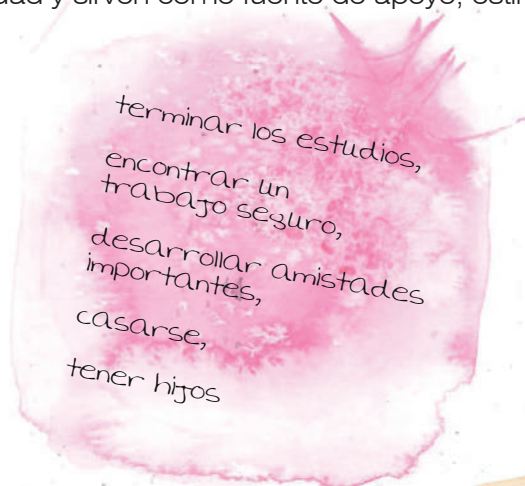 dad y sirven como fuente de apoyo,
terminar los estudios,
encontrar un
trabajo seguro,
desarrollar amistades
importantes,
casarse,
tener hijos